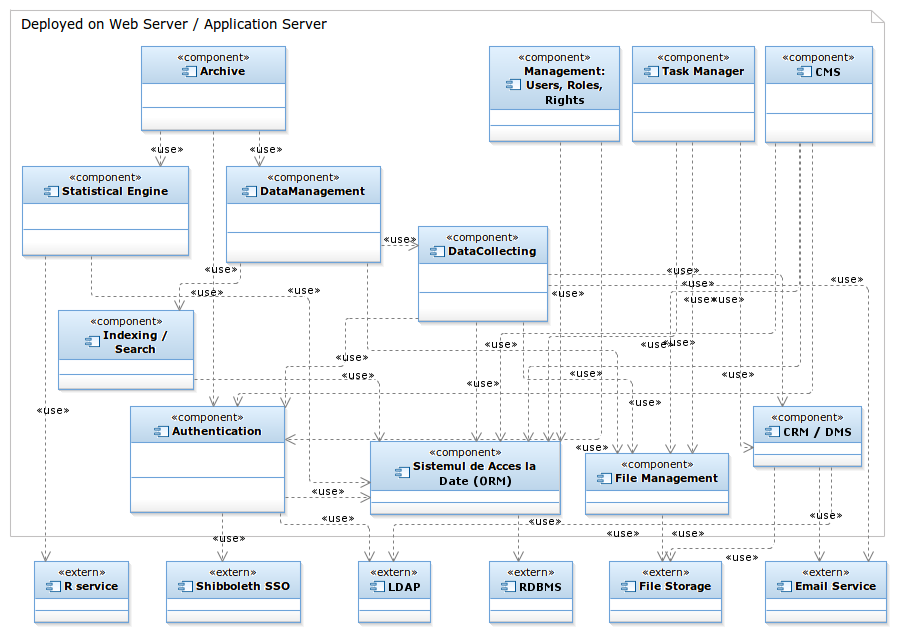 Deployed on Web Server / Application Server
«component»
Archive
«component»
Management:
Users, Roles,
Rights
«component»
Task Manager
«component»
CMS
«use»
«use»
«component»
Statistical Engine
«component»
DataManagement
«component»
DataCollecting
«use»
«use»
«use»
«use»
«use»
«use»
«use»
«use»
«use»
«use»
«use»
«component»
Indexing /
Search
«use»
«use»
«use»
«use»
«use»
«use»
«use»
«use»
«use»
«use»
«use»
«component»
Authentication
«component»
CRM / DMS
«component»
Sistemul de Acces la
Date (ORM)
«use»
«component»
File Management
«use»
«use»
«use»
«use»
«use»
«use»
«use»
«use»
«extern»
R service
«extern»
Shibboleth SSO
«extern»
LDAP
«extern»
RDBMS
«extern»
File Storage
«extern»
Email Service